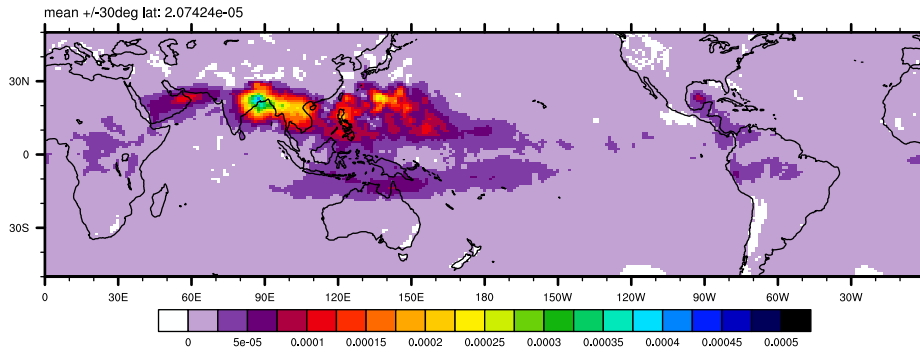 mean +/-30deg lat: 2.07424e-05
30N
0
30S
0 30E 60E 90E 120E 150E 180 150W 120W 90W 60W 30W
0 5e-05 0.0001 0.00015 0.0002 0.00025 0.0003 0.00035 0.0004 0.00045 0.0005